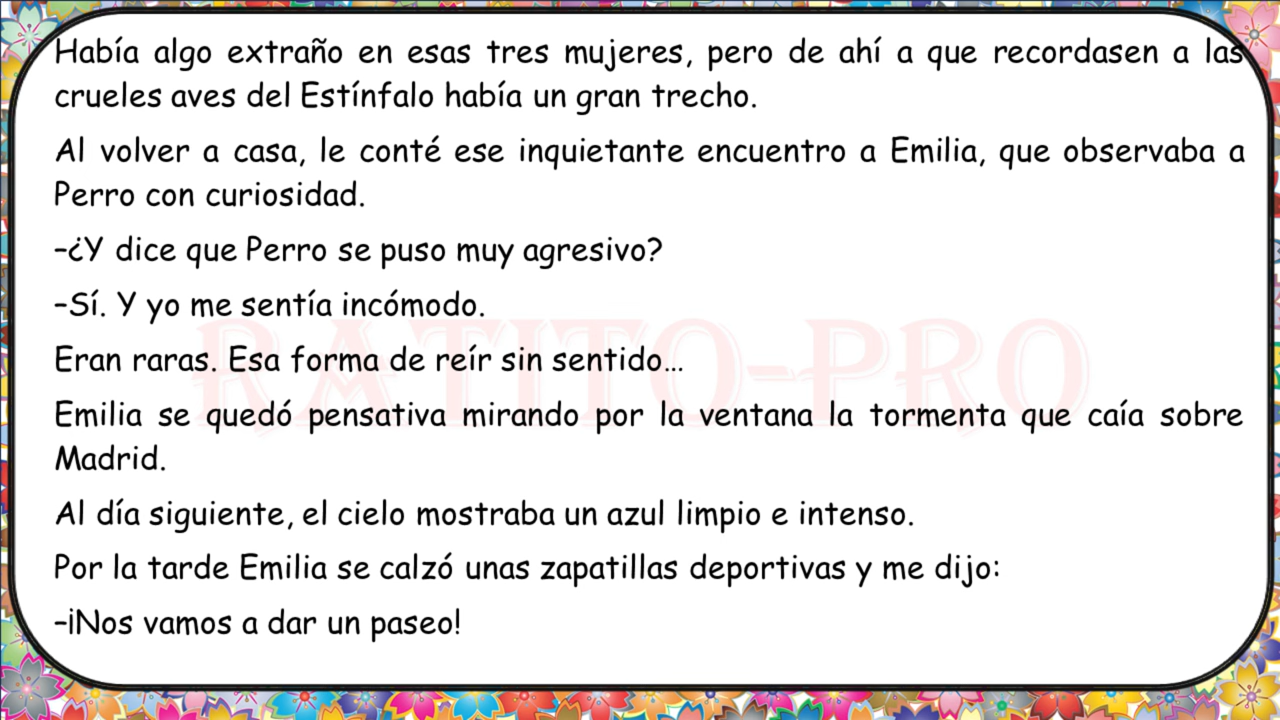 Había algo extraño en esas tres mujeres, pero de ahí a que recordasen a las
crueles aves del Estínfalo había un gran trecho.
Al volver a casa, le conté ese inquietante encuentro a Emilia, que observaba a
Perro con curiosidad.
–¿Y dice que Perro se puso muy agresivo?
–Sí. Y yo me sentía incómodo.
Eran raras. Esa forma de reír sin sentido…
Emilia se quedó pensativa mirando por la ventana la tormenta que caía sobre
Madrid.
Al día siguiente, el cielo mostraba un azul limpio e intenso.
Por la tarde Emilia se calzó unas zapatillas deportivas y me dijo:
–¡Nos vamos a dar un paseo!
RATITO-PRO